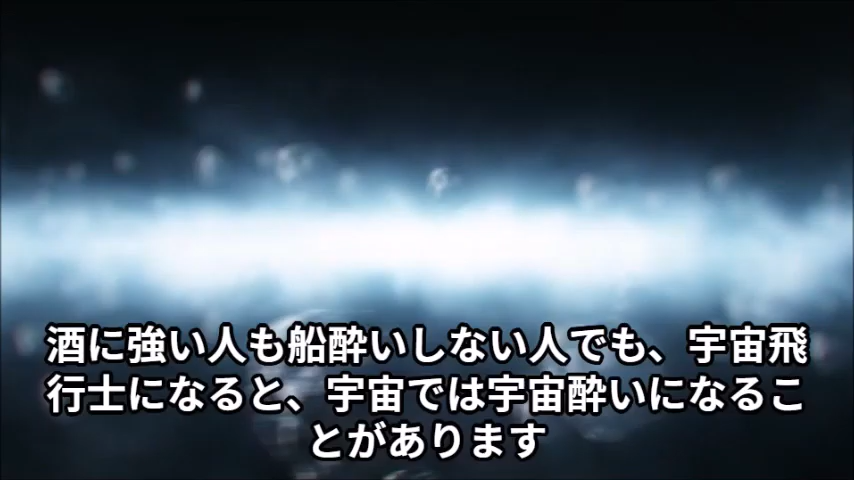 酒に強い人も船酔いしない人でも、宇宙飛
行士になると、宇宙では宇宙酔いになるこ
とがあります